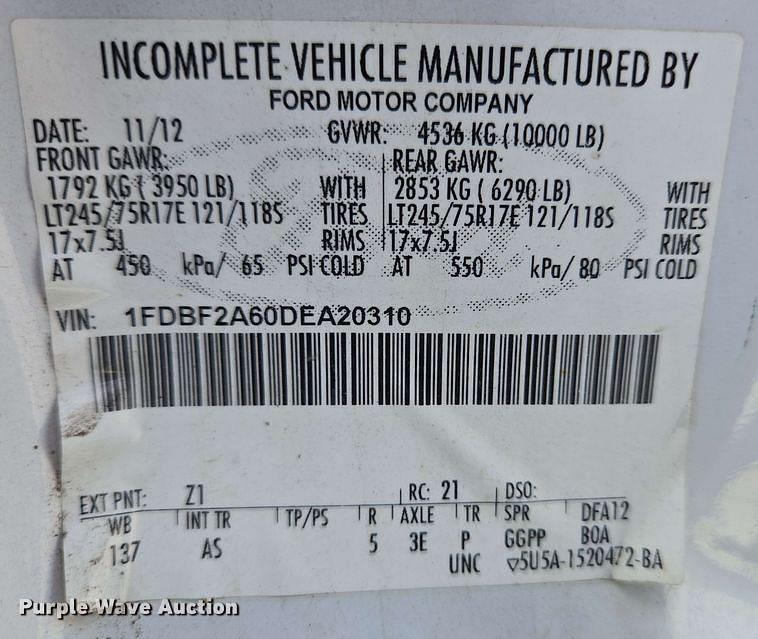 INCOMPLETE VEHICLE MANUFACTURED BY
FORD MOTOR COMPANY
DATE: 11/12 GVWR: 4536 KG (10000 LB)
FRONT GAWR: REAR GAWR:
1792 KG ( 3950 LB) WITH 2853 KG ( 6290 LB) WITH
LT245/75R17E 121/118S TIRES LT245/75R17E 121/118S TIRES
17x7.5J RIMS 17x7.5J RIMS
AT 450 kPa/ 65 PSI COLD AT 550 kPa/ 80 PSI COLD
VIN: 1FDBF2A60DEA20310
EXT PNT: Z1 RC: 21 DSO:
WB INT TR TP/PS R AXLE TR SPR DFA12
137 AS 5 3E P GGPP B0A
UNC ▽5U5A-1520472-BA
Purple Wave Auction